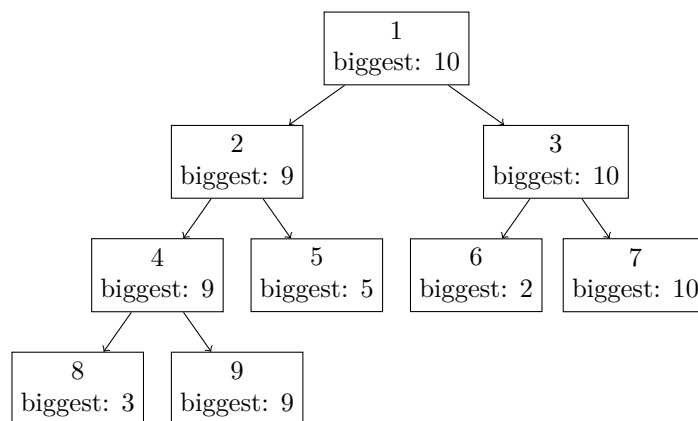 1
biggest: 10
2
biggest: 9
3
biggest: 10
4
biggest: 9
5
biggest: 5
6
biggest: 2
7
biggest: 10
8
biggest: 3
9
biggest: 9